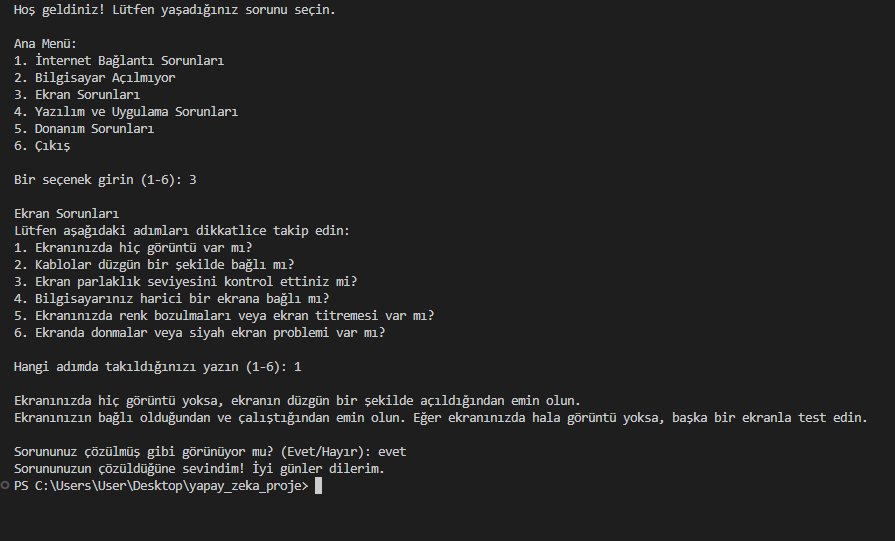 Hoş geldiniz! Lütfen yaşadığınız sorunu seçin.
Ana Menü:
1. İnternet Bağlantı Sorunları
2. Bilgisayar Açılmıyor
3. Ekran Sorunları
4. Yazılım ve Uygulama Sorunları
5. Donanım Sorunları
6. Çıkış
Bir seçenek girin (1-6): 3
Ekran Sorunları
Lütfen aşağıdaki adımları dikkatlice takip edin:
1. Ekranınızda hiç görüntü var mı?
2. Kablolar düzgün bir şekilde bağlı mı?
3. Ekran parlaklık seviyesini kontrol ettiniz mi?
4. Bilgisayarınız harici bir ekrana bağlı mı?
5. Ekranınızda renk bozulmaları veya ekran titremesi var mı?
6. Ekranda donmalar veya siyah ekran problemi var mı?
Hangi adımda takıldığınızı yazın (1-6): 1
Ekranınızda hiç görüntü yoksa, ekranın düzgün bir şekilde açıldığından emin olun.
Ekranınızın bağlı olduğundan ve çalıştığından emin olun. Eğer ekranınızda hala görüntü yoksa, başka bir ekranla test edin.
Sorununuz çözülmüş gibi görünüyor mu? (Evet/Hayır): evet
Sorununuzun çözüldüğüne sevindim! İyi günler dilerim.
PS C:\Users\User\Desktop\yapay_zeka_proje>